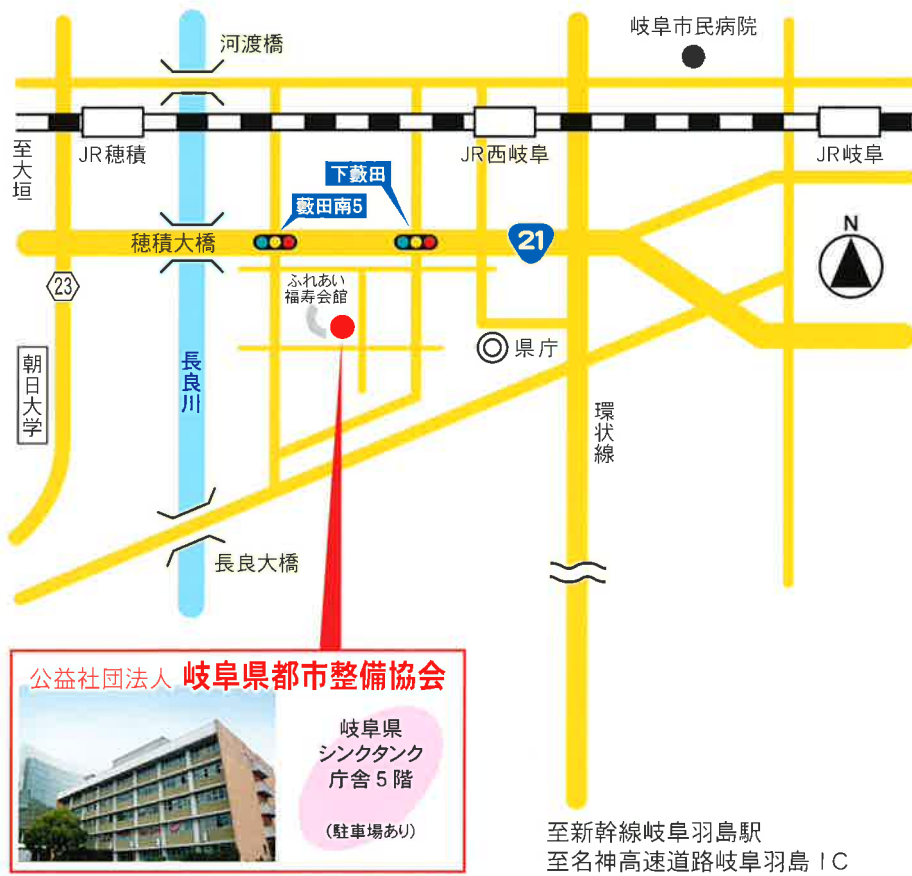 岐阜市民病院
河渡橋
JR穂積
JR西岐阜
JR岐阜
至大垣
下藪田
藪田南5
穂積大橋
21
N
23
ふれあい
福寿会館
県庁
朝日大学
長良川
環状線
長良大橋
公益社団法人 岐阜県都市整備協会
岐阜県
シンクタンク
庁舎5階
(駐車場あり)
至新幹線岐阜羽島駅
至名神高速道路岐阜羽島IC